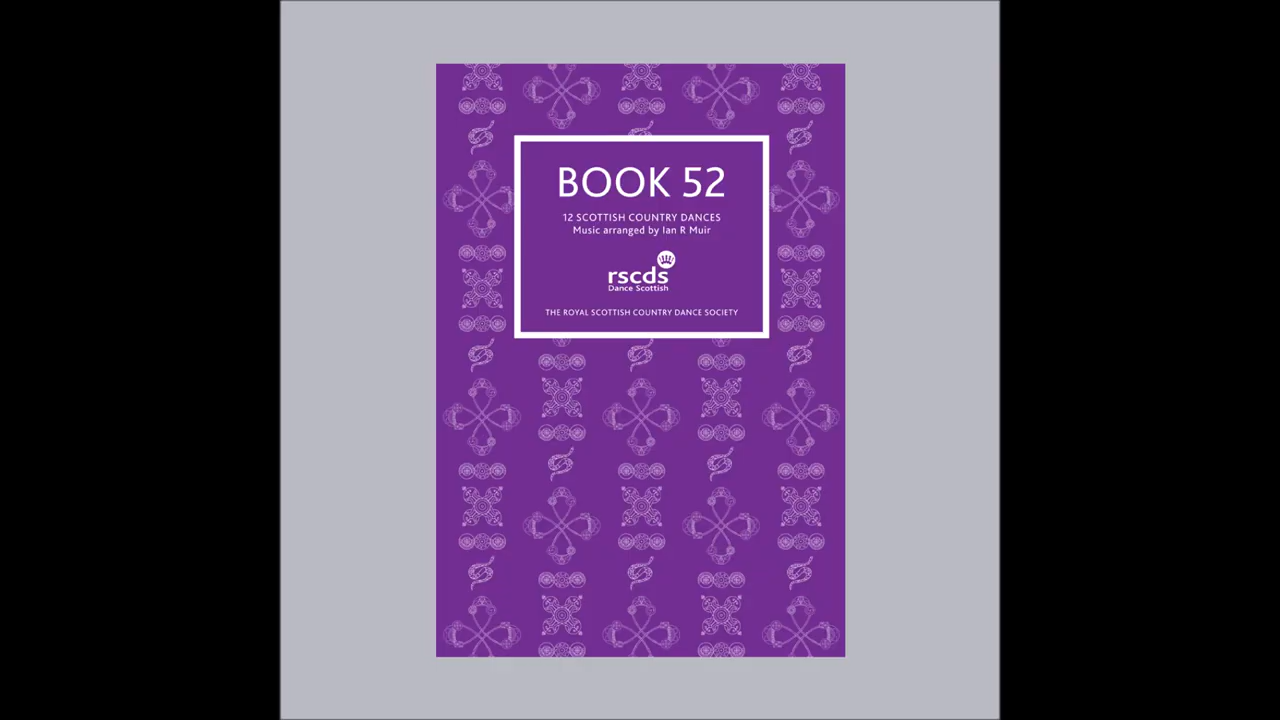 BOOK 52
12 SCOTTISH COUNTRY DANCES
Music arranged by Ian R Muir
rscds
Dance Scottish
THE ROYAL SCOTTISH COUNTRY DANCE SOCIETY